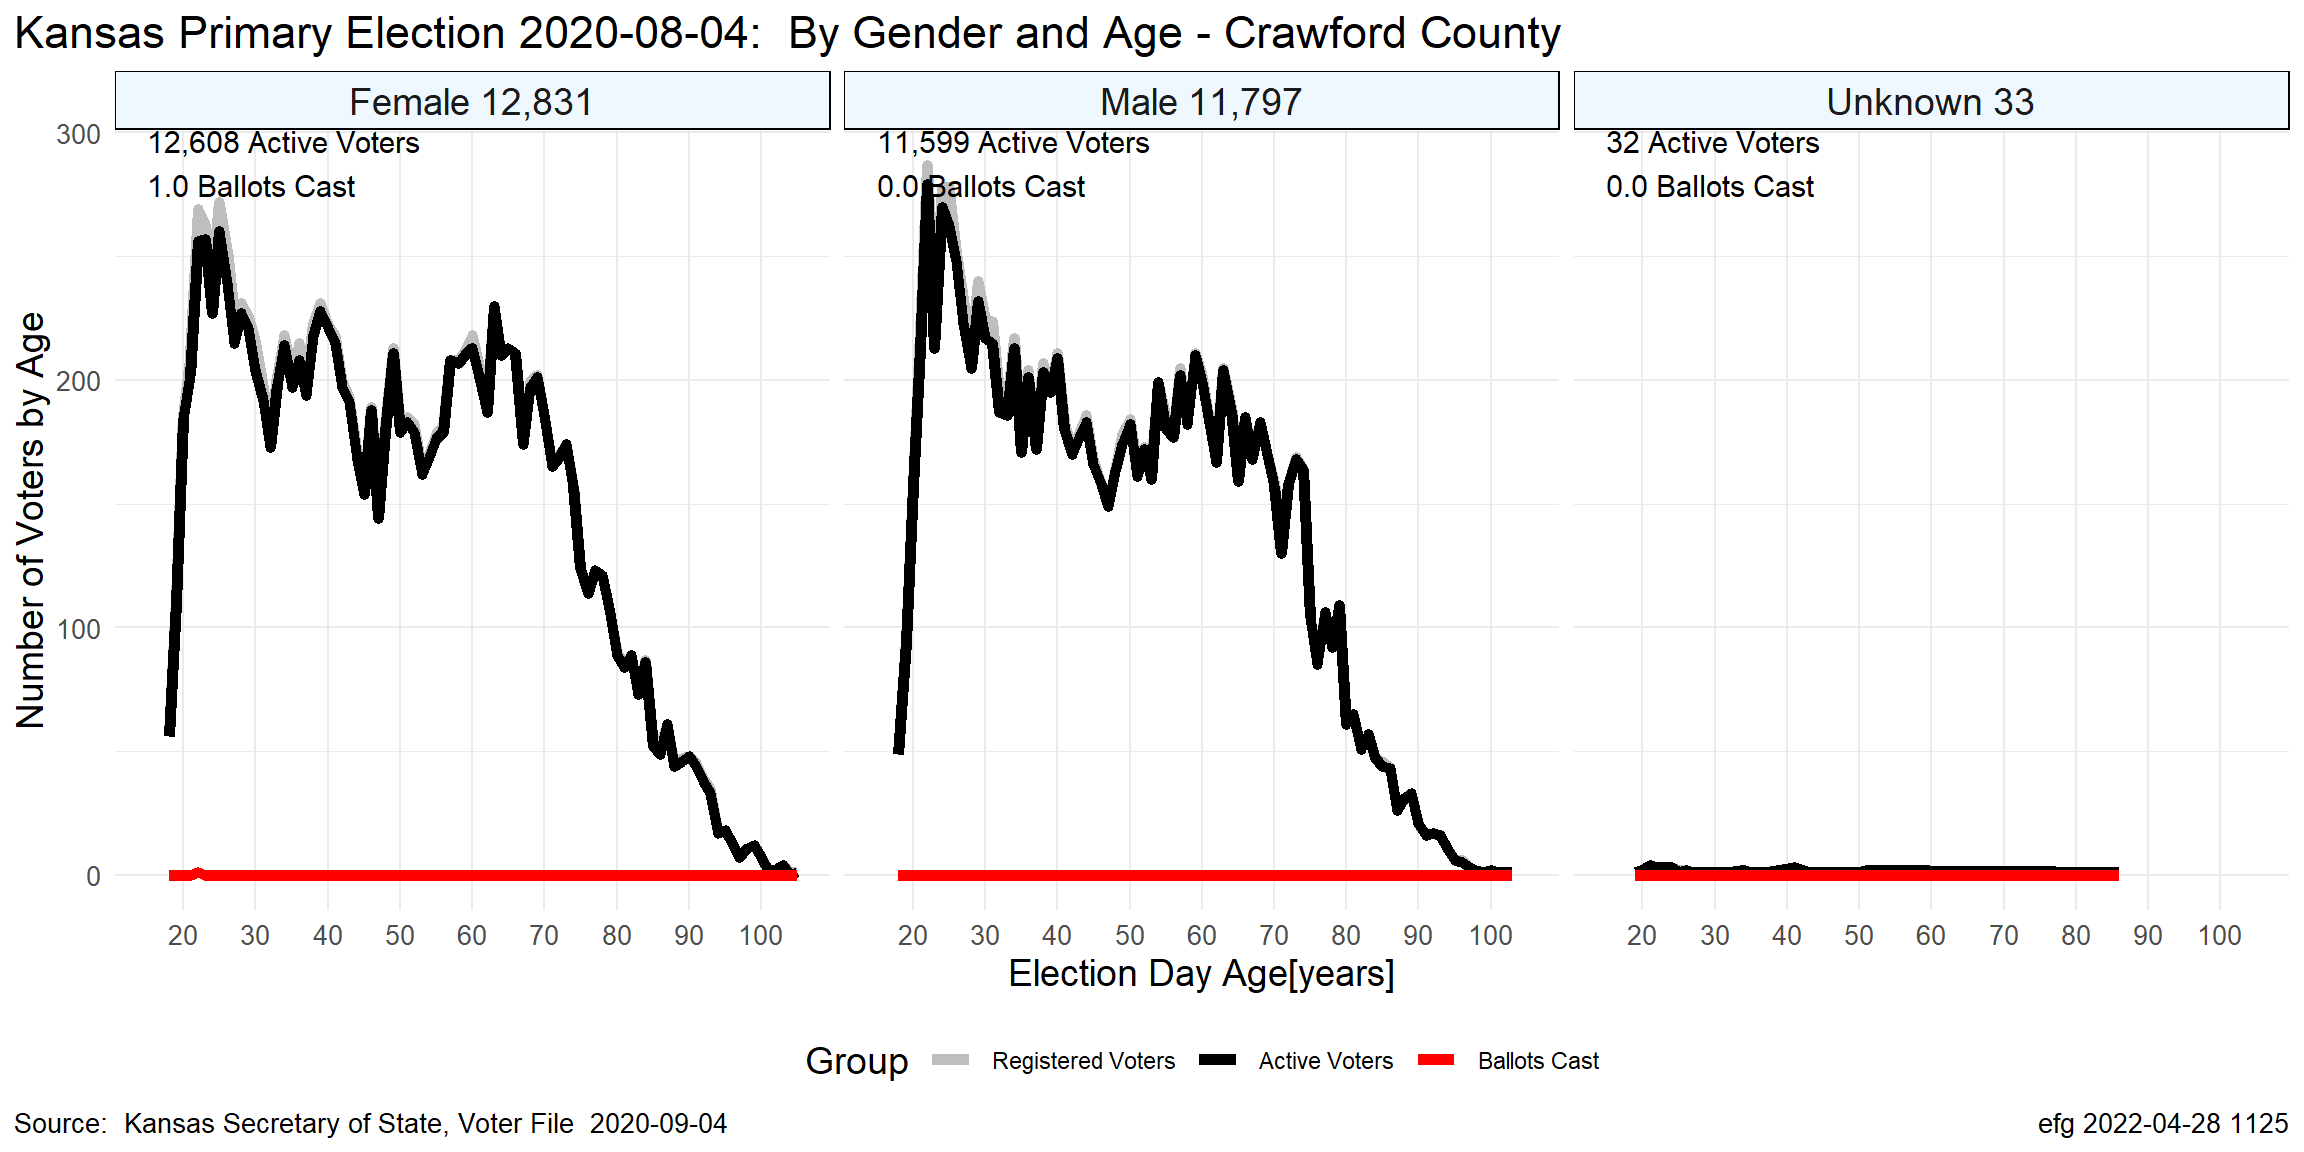 Kansas Primary Election 2020-08-04:  By Gender and Age - Crawford County
Female 12,831
Male 11,797
Unknown 33
12,608 Active Voters
1.0 Ballots Cast
11,599 Active Voters
0.0 Ballots Cast
32 Active Voters
0.0 Ballots Cast
Number of Voters by Age
300
200
100
0
20 30 40 50 60 70 80 90 100
20 30 40 50 60 70 80 90 100
20 30 40 50 60 70 80 90 100
Election Day Age[years]
Group Registered Voters Active Voters Ballots Cast
Source:  Kansas Secretary of State, Voter File  2020-09-04
efg 2022-04-28 1125